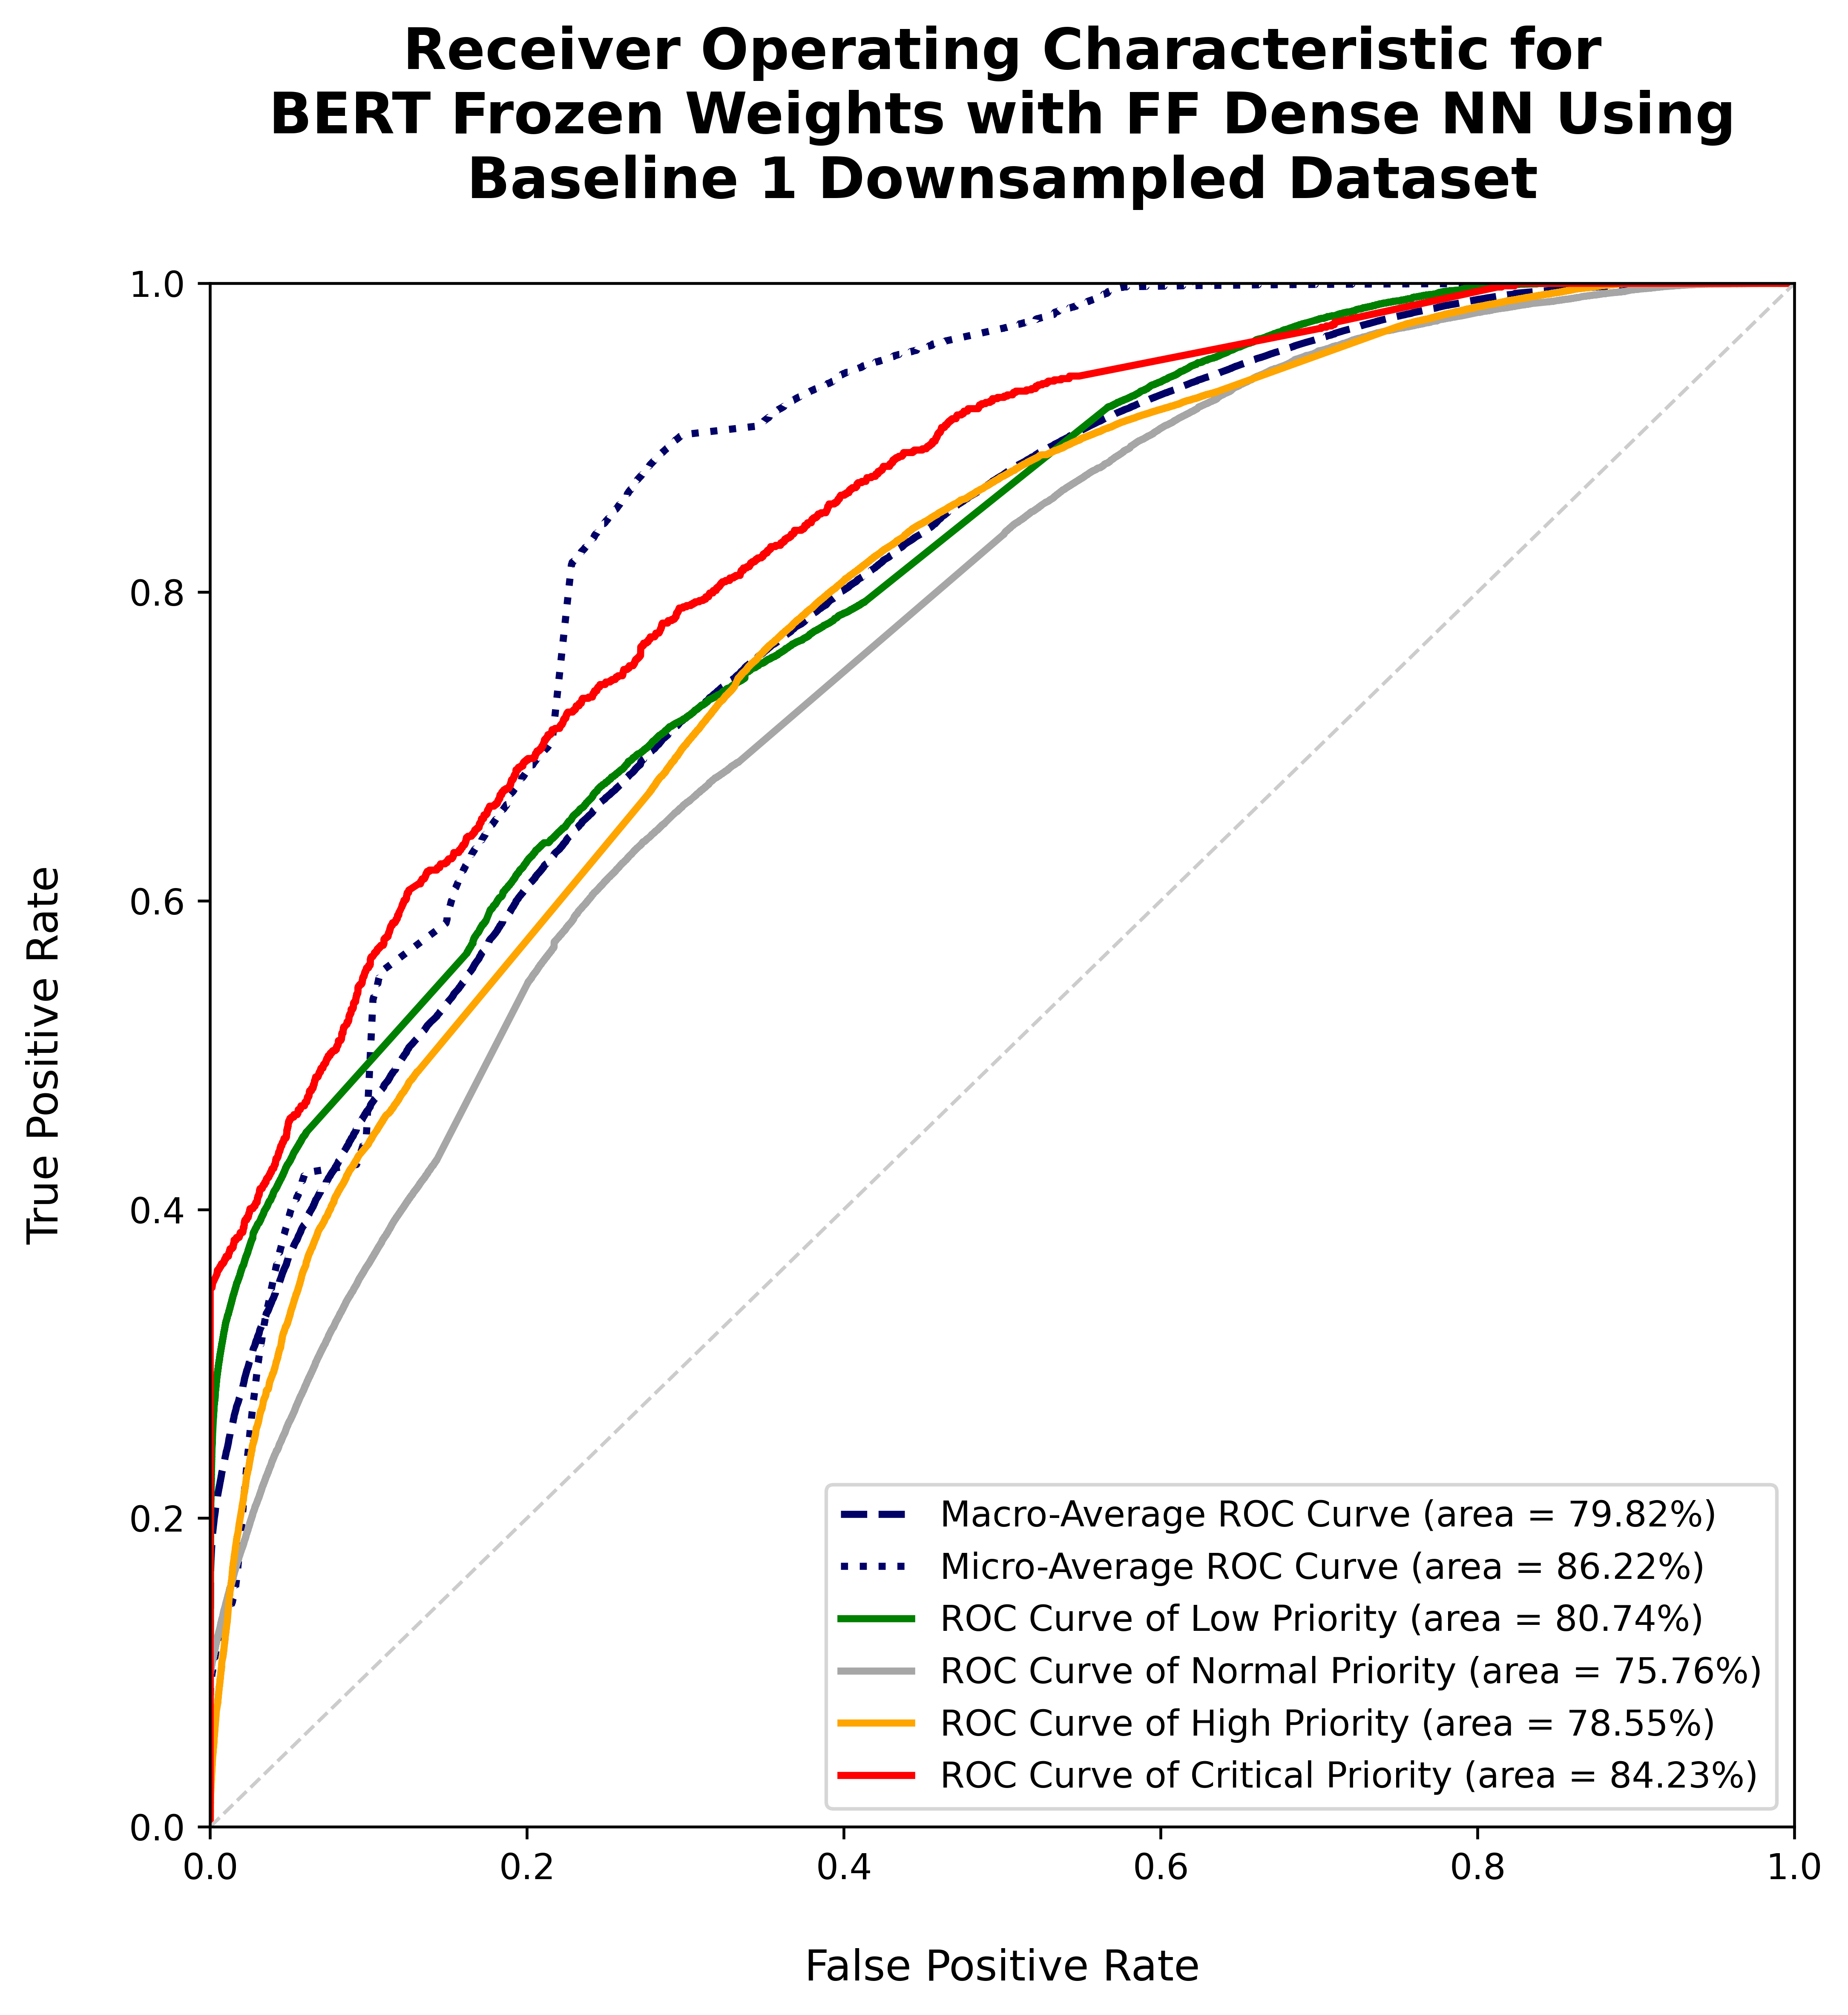 Receiver Operating Characteristic for
BERT Frozen Weights with FF Dense NN Using
Baseline 1 Downsampled Dataset
True Positive Rate
1.0
0.8
0.6
0.4
0.2
0.0
Macro-Average ROC Curve (area = 79.82%)
Micro-Average ROC Curve (area = 86.22%)
ROC Curve of Low Priority (area = 80.74%)
ROC Curve of Normal Priority (area = 75.76%)
ROC Curve of High Priority (area = 78.55%)
ROC Curve of Critical Priority (area = 84.23%)
0.0 0.2 0.4 0.6 0.8 1.0
False Positive Rate